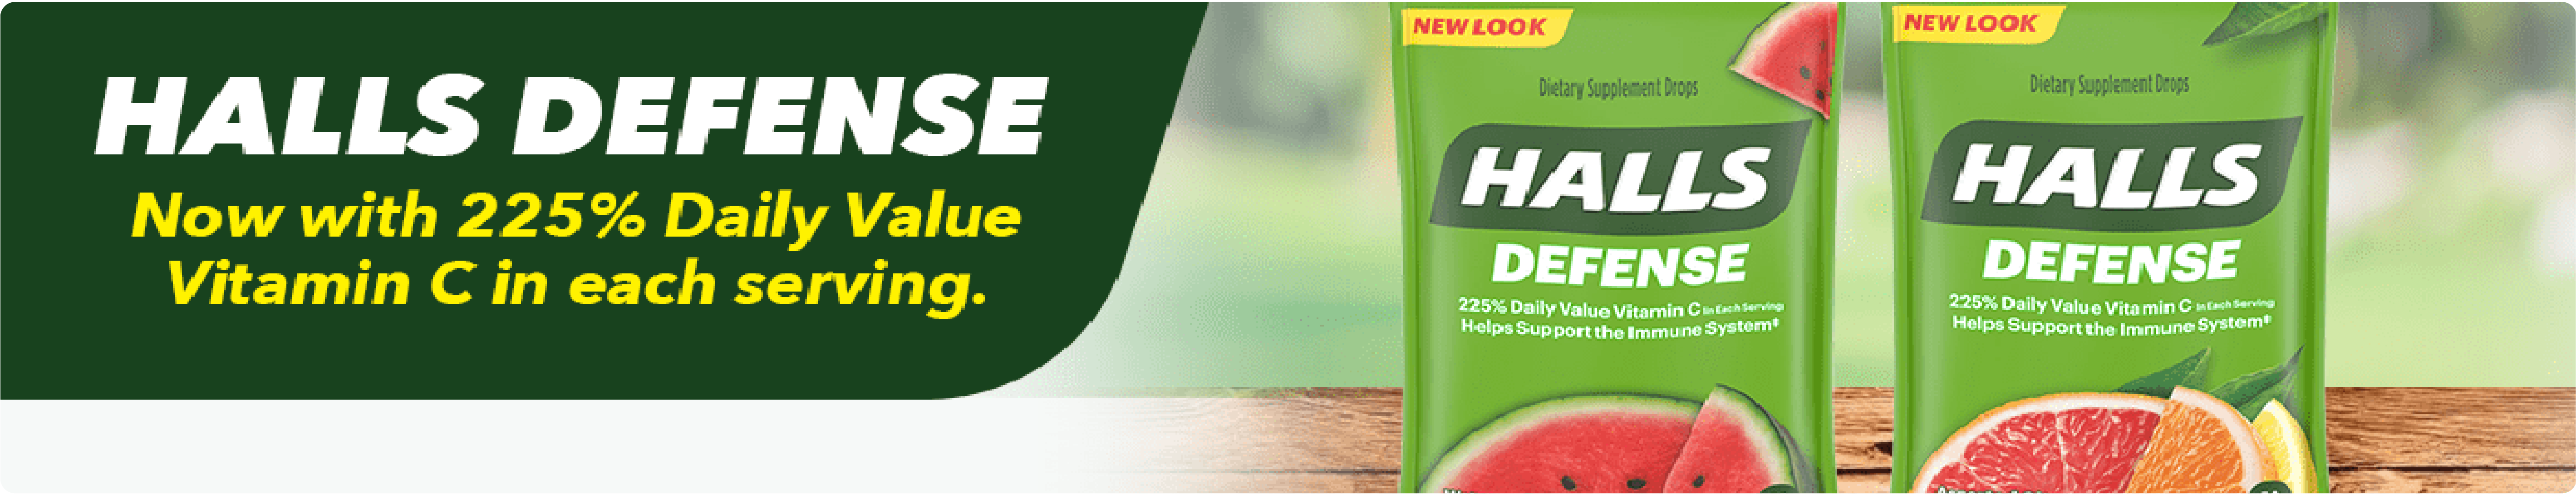 HALLS DEFENSE
Now with 225% Daily Value
Vitamin C in each serving.
NEW LOOK
Dietary Supplement Drops
HALLS
DEFENSE
225% Daily Value Vitamin C In Each Serving
Helps Support the Immune System*
NEW LOOK
Dietary Supplement Drops
HALLS
DEFENSE
225% Daily Value Vitamin C In Each Serving
Helps Support the Immune System*